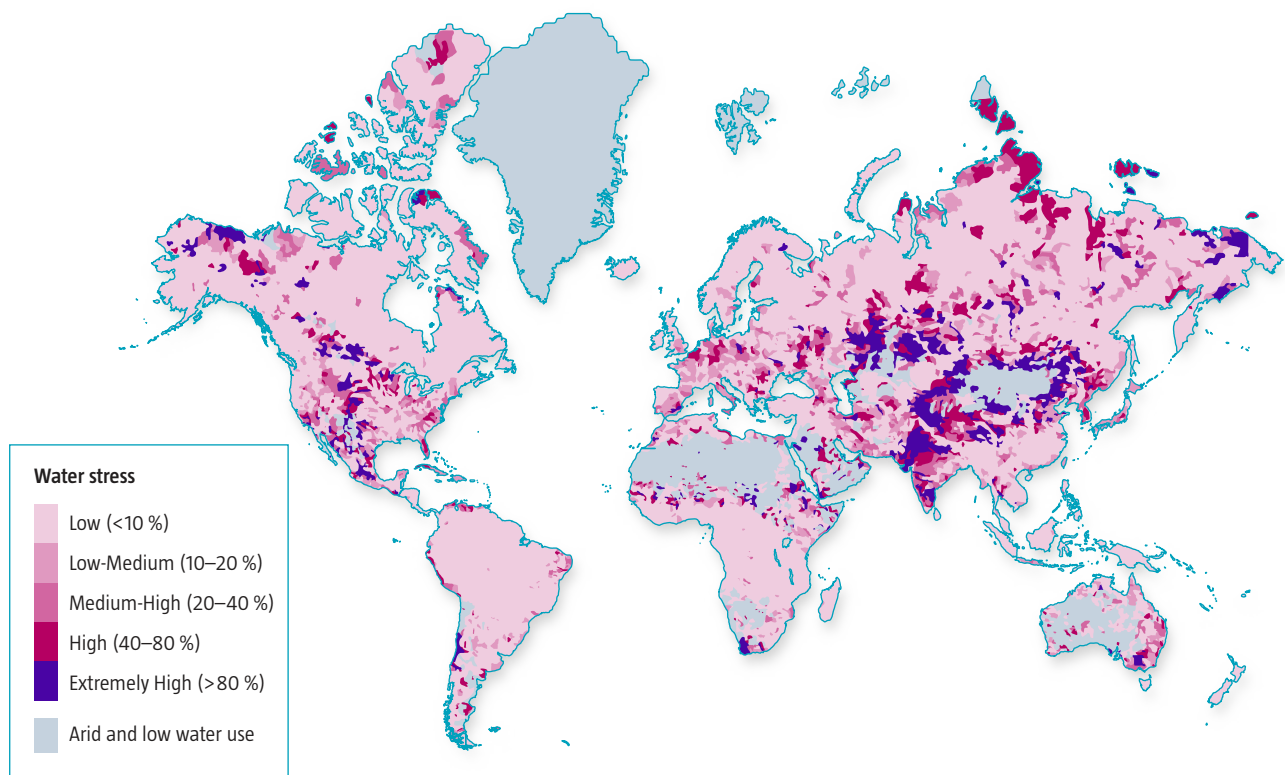 Water stress
Low (<10 %)
Low-Medium (10–20 %)
Medium-High (20–40 %)
High (40–80 %)
Extremely High (>80 %)
Arid and low water use